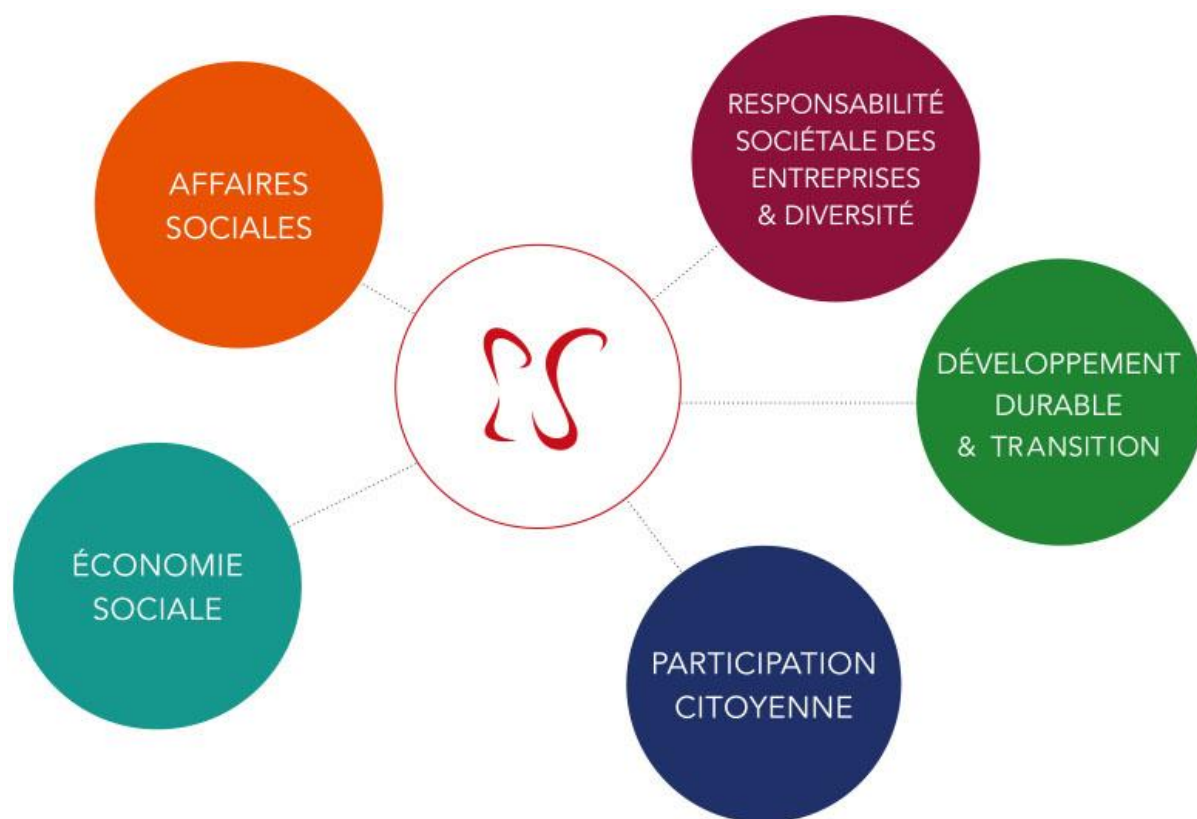 AFFAIRES
SOCIALES
RESPONSABILITÉ
SOCIÉTALE DES
ENTREPRISES
& DIVERSITÉ
DÉVELOPPEMENT
DURABLE
& TRANSITION
ÉCONOMIE
SOCIALE
PARTICIPATION
CITOYENNE